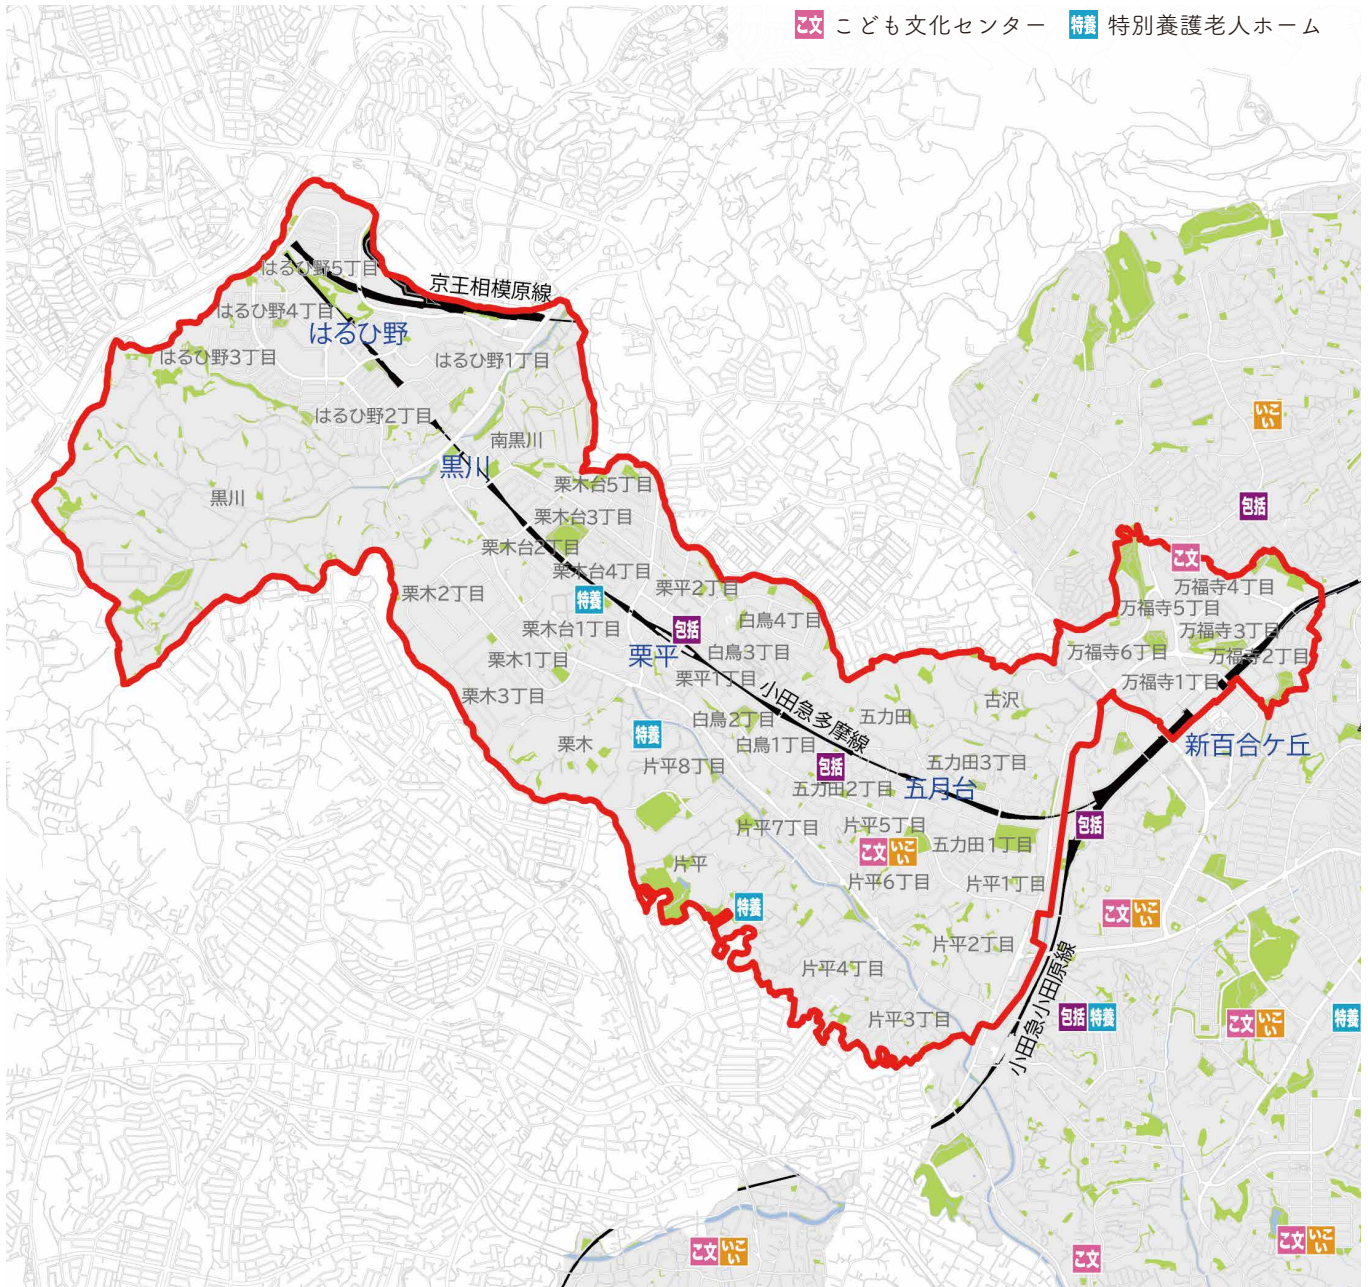 こ文 こども文化センター 特養 特別養護老人ホーム
はるひ野5丁目
京王相模原線
はるひ野4丁目
はるひ野
はるひ野3丁目
はるひ野1丁目
はるひ野2丁目
いこい
南黒川
黒川
栗木台5丁目
黒川
包括
栗木台3丁目
栗木台2丁目
こ文
栗木台4丁目
万福寺4丁目
栗平2丁目
栗木2丁目
特養
万福寺5丁目
白鳥4丁目
栗木台1丁目
包括
万福寺3丁目
栗平
白鳥3丁目
万福寺6丁目
万福寺2丁目
栗木1丁目
栗平1丁目
万福寺1丁目
栗木3丁目
小田急多摩線
古沢
白鳥2丁目
五力田
特養
栗木
白鳥1丁目
新百合ケ丘
片平8丁目
包括
五力田3丁目
五力田2丁目
五月台
片平7丁目
片平5丁目
包括
五力田1丁目
こ文 いこい
片平
片平6丁目
片平1丁目
特養
こ文 いこい
片平2丁目
片平4丁目
小田急小田原線
片平3丁目
包括 特養
こ文 いこい
特養
こ文 いこい
こ文
こ文 いこい